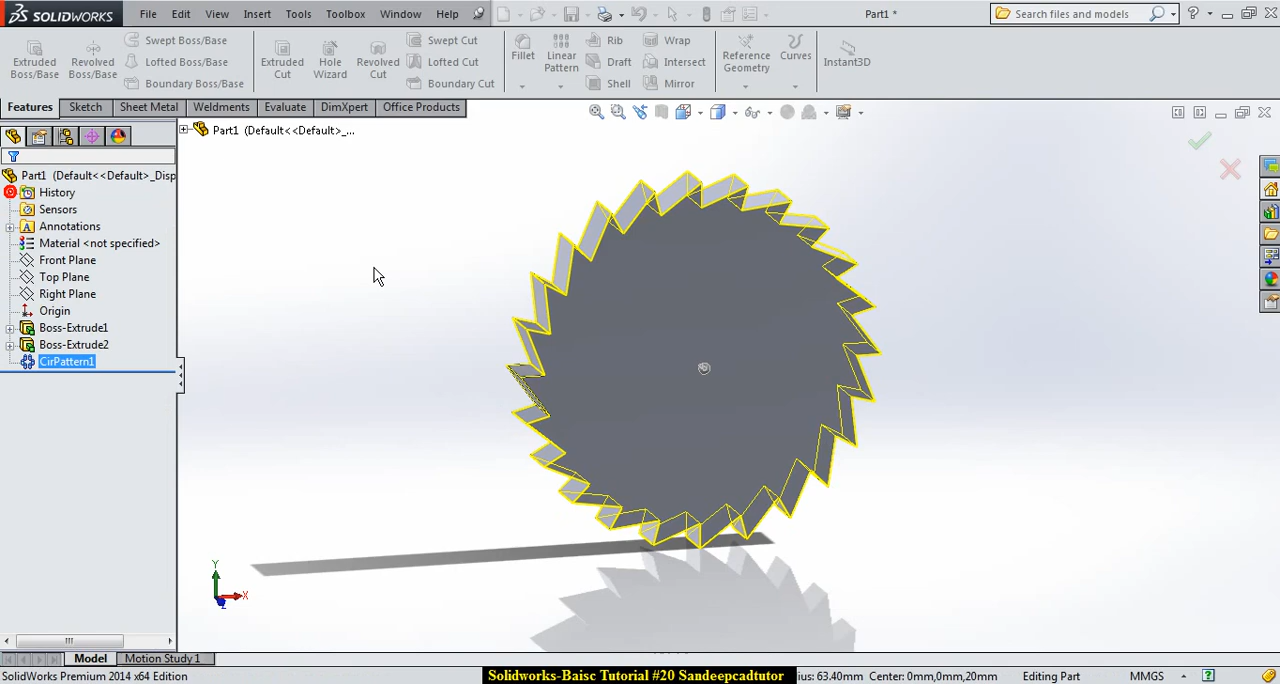 SOLIDWORKS File Edit View Insert Tools Toolbox Window Help Part1 * Search files and models
Extruded Boss/Base
Revolved Boss/Base
Swept Boss/Base
Lofted Boss/Base
Boundary Boss/Base
Extruded Cut
Hole Wizard
Revolved Cut
Swept Cut
Lofted Cut
Boundary Cut
Fillet
Linear Pattern
Rib
Draft
Shell
Wrap
Intersect
Mirror
Reference Geometry
Curves
Instant3D
Features Sketch Sheet Metal Weldments Evaluate DimXpert Office Products
Part1 (Default<<Default>_...
Part1 (Default<<Default>_Disp
History
Sensors
A Annotations
Material <not specified>
Front Plane
Top Plane
Right Plane
Origin
Boss-Extrude1
Boss-Extrude2
CirPattern1
Y
X
Z
Model Motion Study 1
SolidWorks Premium 2014 x64 Edition Solidworks-Baisc Tutorial #20 Sandeepcadtutor ius: 63.40mm Center: 0mm,0mm,20mm Editing Part MMGS